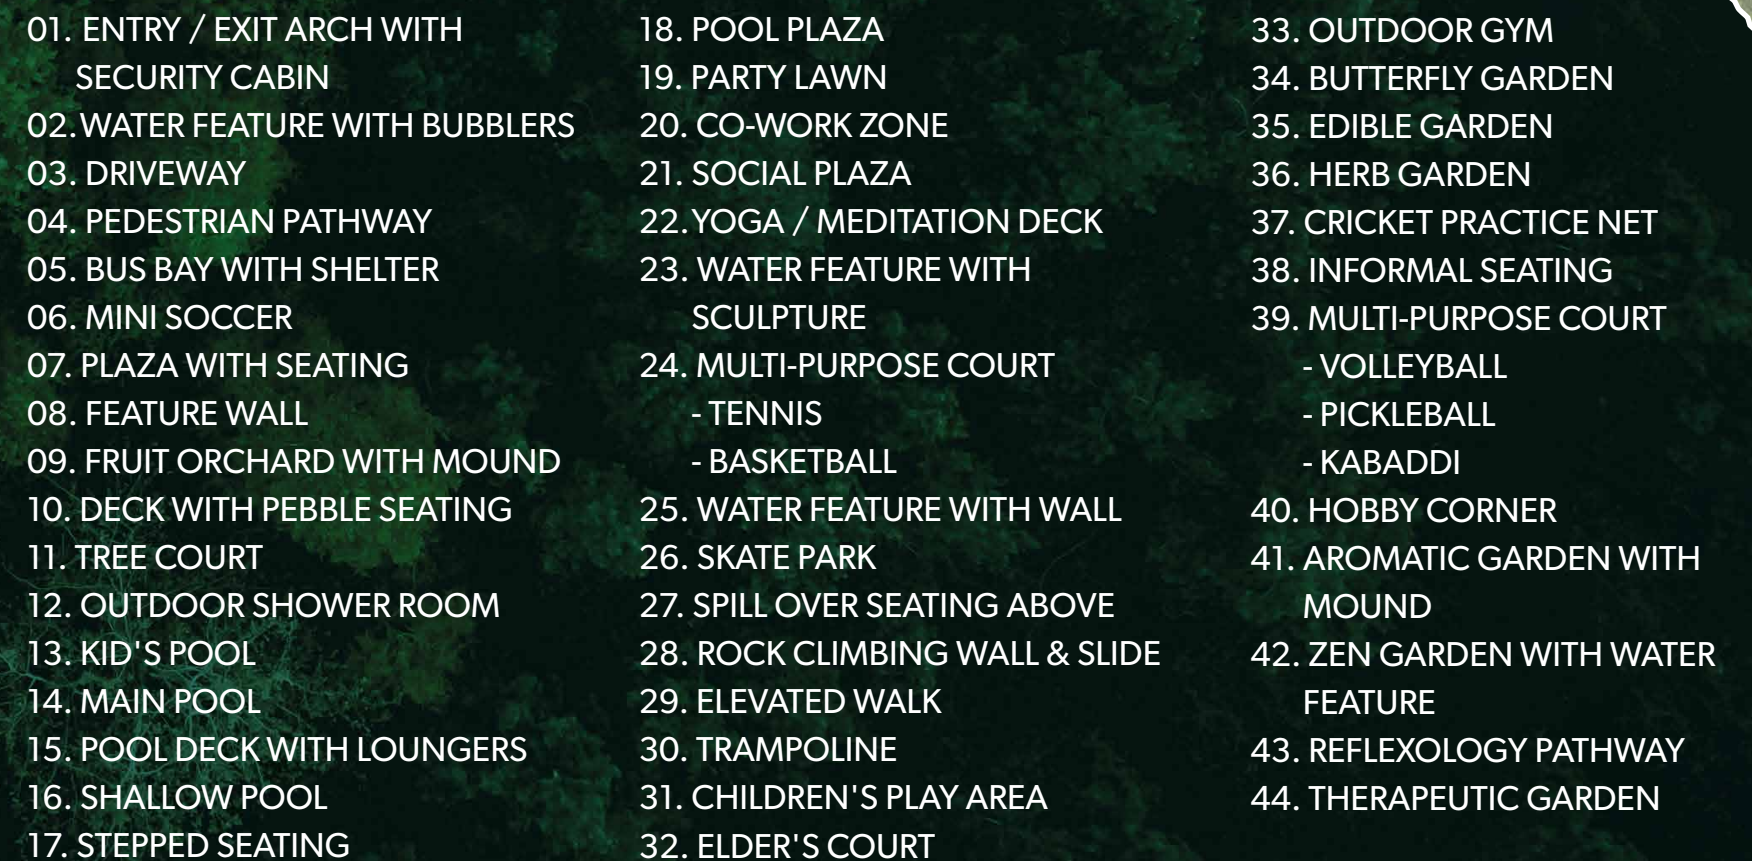 01. ENTRY / EXIT ARCH WITH
SECURITY CABIN
02. WATER FEATURE WITH BUBBLERS
03. DRIVEWAY
04. PEDESTRIAN PATHWAY
05. BUS BAY WITH SHELTER
06. MINI SOCCER
07. PLAZA WITH SEATING
08. FEATURE WALL
09. FRUIT ORCHARD WITH MOUND
10. DECK WITH PEBBLE SEATING
11. TREE COURT
12. OUTDOOR SHOWER ROOM
13. KID'S POOL
14. MAIN POOL
15. POOL DECK WITH LOUNGERS
16. SHALLOW POOL
17. STEPPED SEATING
18. POOL PLAZA
19. PARTY LAWN
20. CO-WORK ZONE
21. SOCIAL PLAZA
22. YOGA / MEDITATION DECK
23. WATER FEATURE WITH
SCULPTURE
24. MULTI-PURPOSE COURT
- TENNIS
- BASKETBALL
25. WATER FEATURE WITH WALL
26. SKATE PARK
27. SPILL OVER SEATING ABOVE
28. ROCK CLIMBING WALL & SLIDE
29. ELEVATED WALK
30. TRAMPOLINE
31. CHILDREN'S PLAY AREA
32. ELDER'S COURT
33. OUTDOOR GYM
34. BUTTERFLY GARDEN
35. EDIBLE GARDEN
36. HERB GARDEN
37. CRICKET PRACTICE NET
38. INFORMAL SEATING
39. MULTI-PURPOSE COURT
- VOLLEYBALL
- PICKLEBALL
- KABADDI
40. HOBBY CORNER
41. AROMATIC GARDEN WITH
MOUND
42. ZEN GARDEN WITH WATER
FEATURE
43. REFLEXOLOGY PATHWAY
44. THERAPEUTIC GARDEN